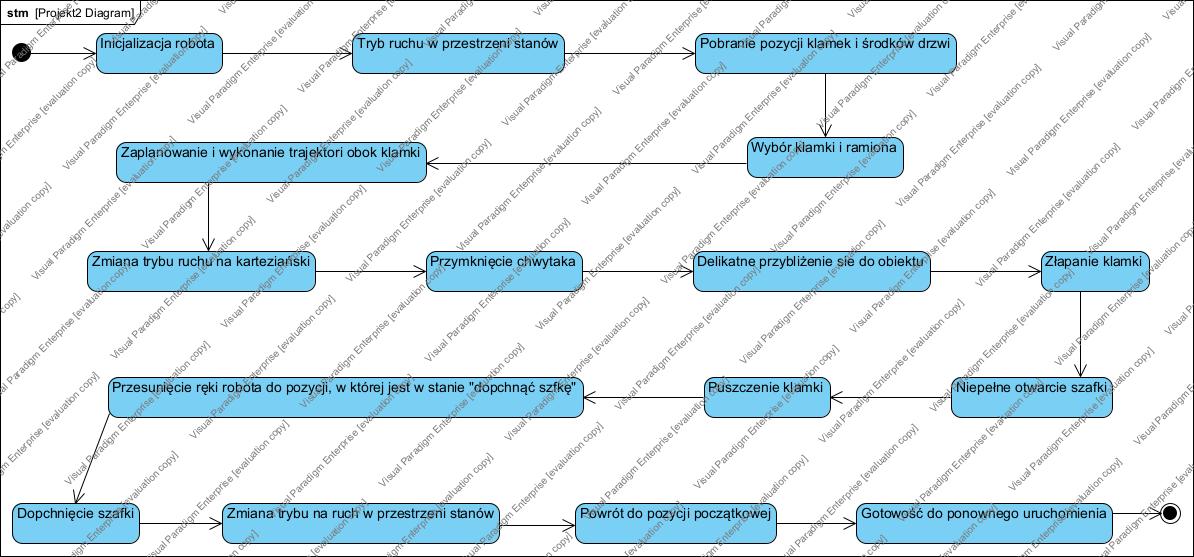 stm [Projekt2 Diagram]
Inicjalizacja robota
Tryb ruchu w przestrzeni stanów
Pobranie pozycji klamek i środków drzwi
Wybór klamki i ramiona
Zaplanowanie i wykonanie trajektori obok klamki
Zmiana trybu ruchu na kartezjański
Przymknięcie chwytaka
Delikatne przybliżenie sie do obiektu
Złapanie klamki
Niepełne otwarcie szafki
Puszczenie klamki
Przesunięcie ręki robota do pozycji, w której jest w stanie "dopchnąć szfkę"
Dopchnięcie szafki
Zmiana trybu na ruch w przestrzeni stanów
Powrót do pozycji początkowej
Gotowość do ponownego uruchomienia
Visual Paradigm Enterprise [evaluation copy]